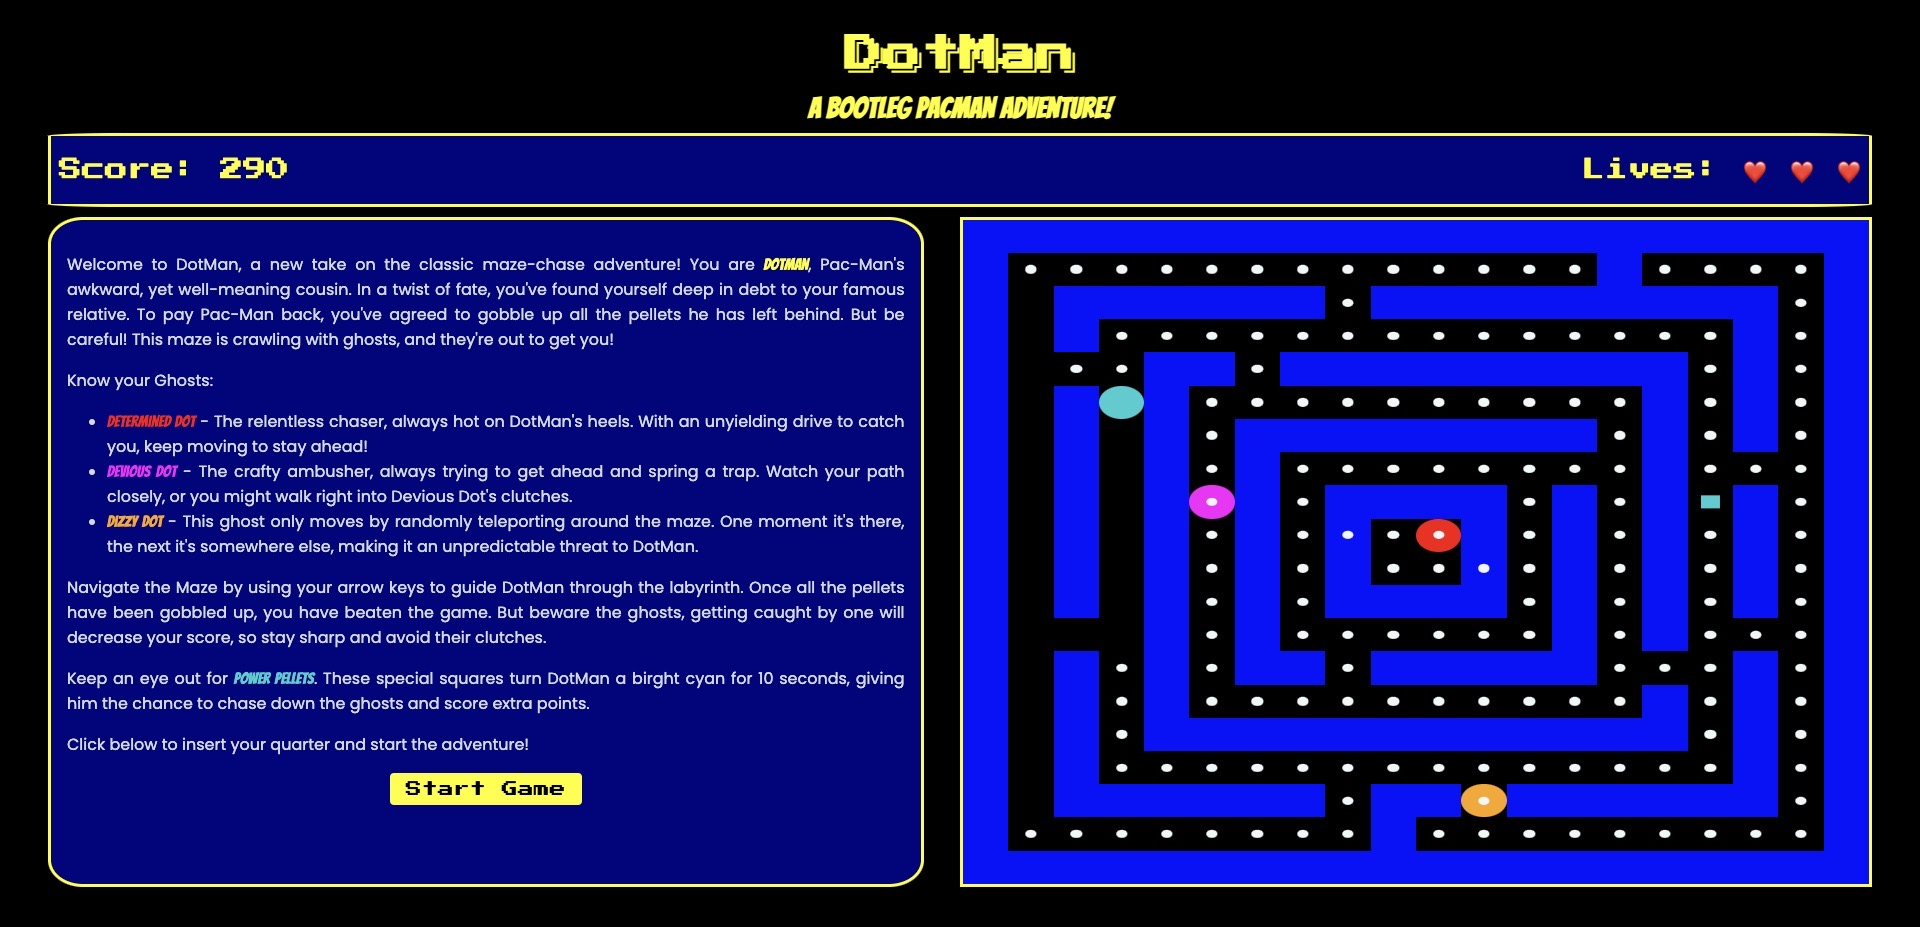 DotMan
A BOOTLEG PACMAN ADVENTURE!
Score: 290
Lives:
Welcome to DotMan, a new take on the classic maze-chase adventure! You are DOTMAN, Pac-Man's
awkward, yet well-meaning cousin. In a twist of fate, you've found yourself deep in debt to your famous
relative. To pay Pac-Man back, you've agreed to gobble up all the pellets he has left behind. But be
careful! This maze is crawling with ghosts, and they're out to get you!
Know your Ghosts:
DETERMINED DOT - The relentless chaser, always hot on DotMan's heels. With an unyielding drive to catch
you, keep moving to stay ahead!
DEVIOUS DOT - The crafty ambusher, always trying to get ahead and spring a trap. Watch your path
closely, or you might walk right into Devious Dot's clutches.
DIZZY DOT - This ghost only moves by randomly teleporting around the maze. One moment it's there,
the next it's somewhere else, making it an unpredictable threat to DotMan.
Navigate the Maze by using your arrow keys to guide DotMan through the labyrinth. Once all the pellets
have been gobbled up, you have beaten the game. But beware the ghosts, getting caught by one will
decrease your score, so stay sharp and avoid their clutches.
Keep an eye out for POWER PELLETS. These special squares turn DotMan a birght cyan for 10 seconds, giving
him the chance to chase down the ghosts and score extra points.
Click below to insert your quarter and start the adventure!
Start Game